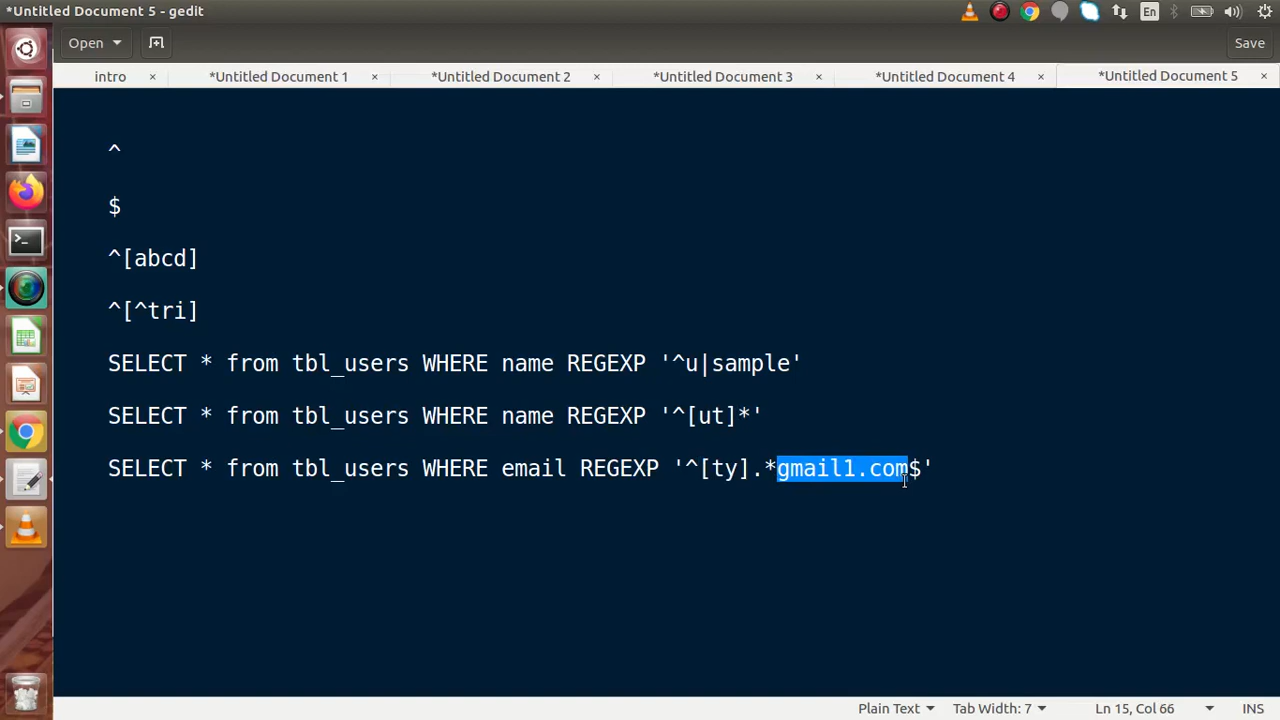 *Untitled Document 5 - gedit
En
Open
Save
intro × *Untitled Document 1 × *Untitled Document 2 × *Untitled Document 3 × *Untitled Document 4 × *Untitled Document 5 ×
^
$
^[abcd]
^[^tri]
SELECT * from tbl_users WHERE name REGEXP '^u|sample'
SELECT * from tbl_users WHERE name REGEXP '^[ut]*'
SELECT * from tbl_users WHERE email REGEXP '^[ty].*gmail1.com$'
Plain Text Tab Width: 7 Ln 15, Col 66 INS